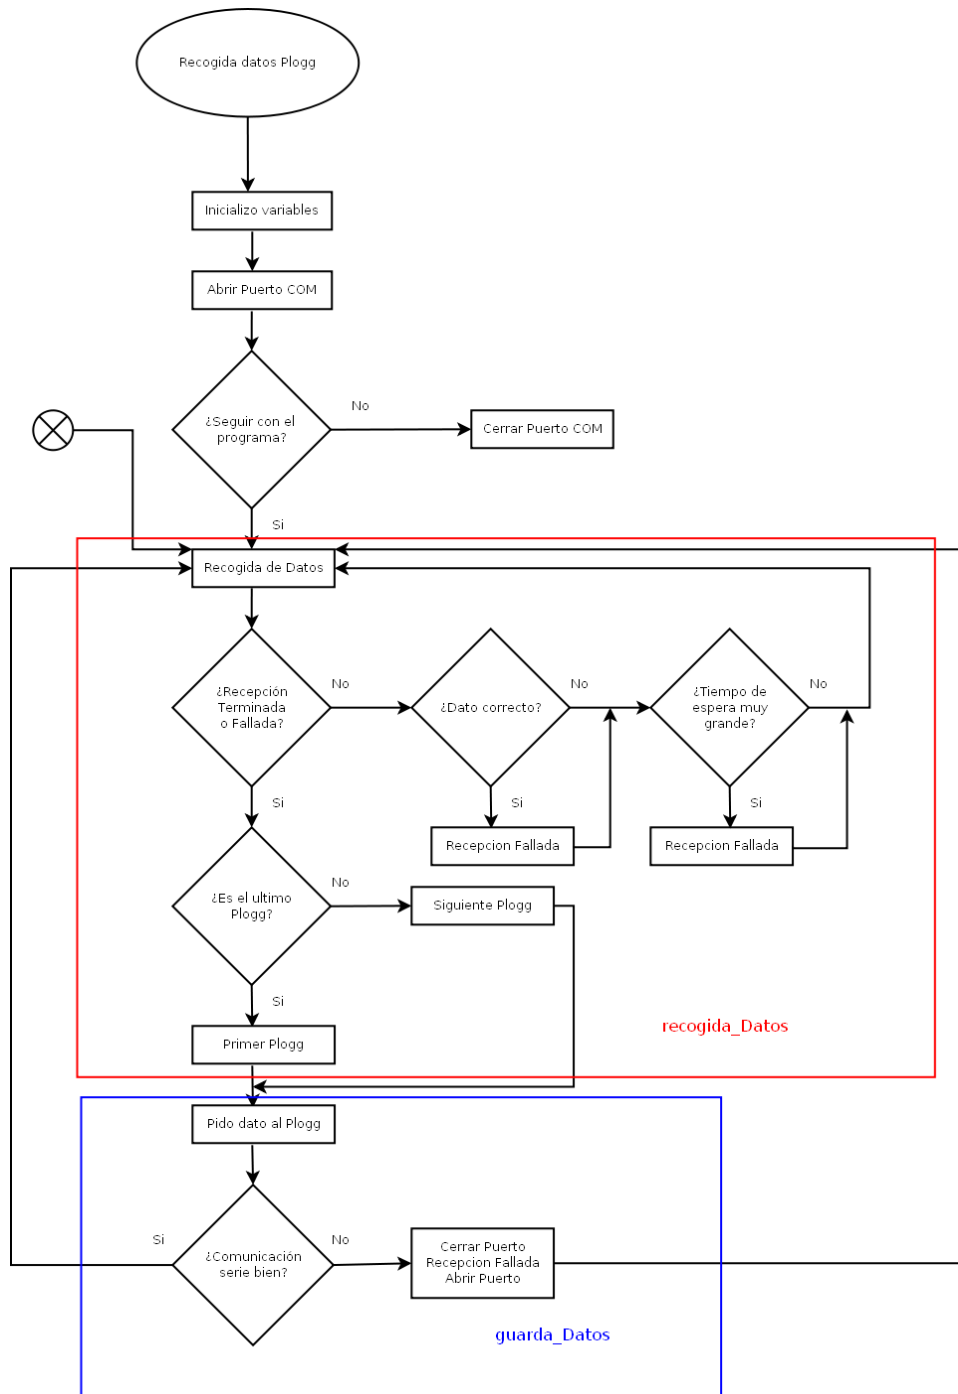 Recogida datos Plogg
Inicializo variables
Abrir Puerto COM
¿Seguir con el
programa?
No
Cerrar Puerto COM
Si
Recogida de Datos
¿Recepción
Terminada
o Fallada?
No
¿Dato correcto?
No
¿Tiempo de
espera muy
grande?
No
Si
Si
Si
Recepcion Fallada
Recepcion Fallada
¿Es el ultimo
Plogg?
No
Siguiente Plogg
Si
Primer Plogg
recogida_Datos
Pido dato al Plogg
Si
¿Comunicación
serie bien?
No
Cerrar Puerto
Recepcion Fallada
Abrir Puerto
guarda_Datos